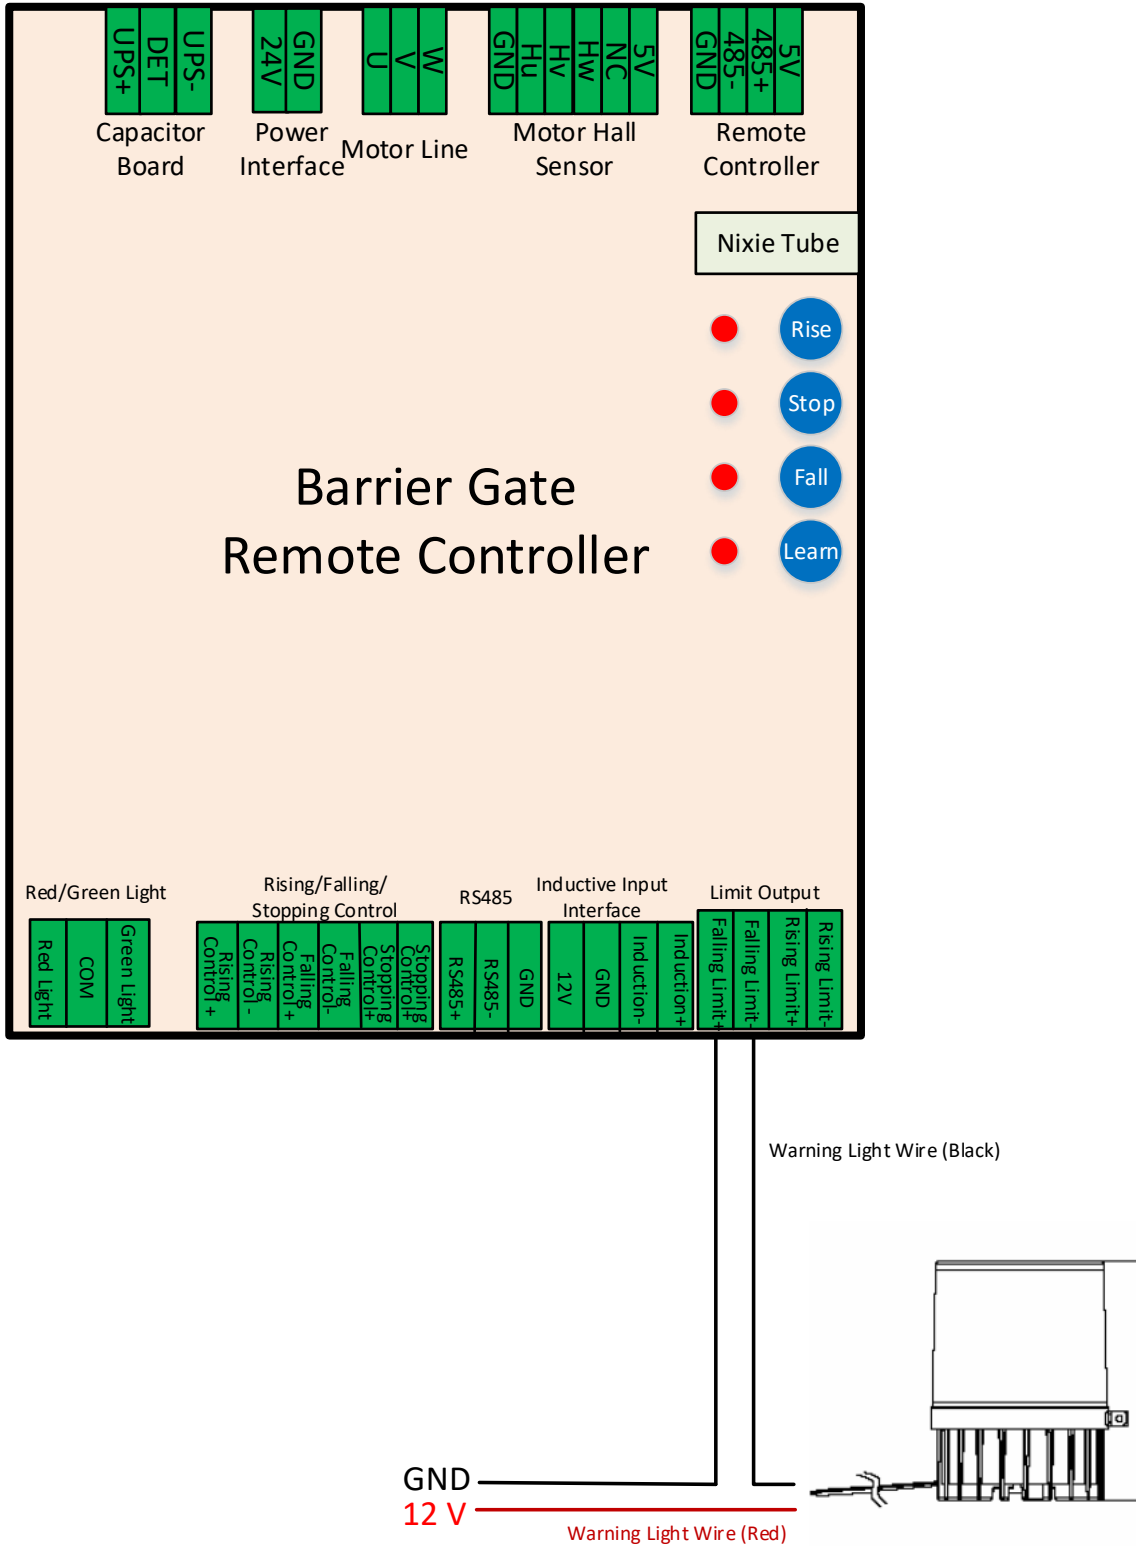 UPS+
DET
UPS-
24V
GND
U
V
W
GND
Hu
Hv
Hw
NC
5V
GND
485-
485+
5V
Capacitor
Board
Power
Interface
Motor Line
Motor Hall
Sensor
Remote
Controller
Nixie Tube
Rise
Stop
Fall
Learn
Barrier Gate
Remote Controller
Red/Green Light
Rising/Falling/
Stopping Control
RS485
Inductive Input
Interface
Limit Output
Red Light
COM
Green Light
Rising
Control +
Rising
Control -
Falling
Control +
Falling
Control-
Stopping
Control+
Stopping
Control+
RS485+
RS485-
GND
12V
GND
Induction-
Induction+
Falling Limit+
Falling Limit-
Rising Limit+
Rising Limit-
Warning Light Wire (Black)
GND
12 V
Warning Light Wire (Red)